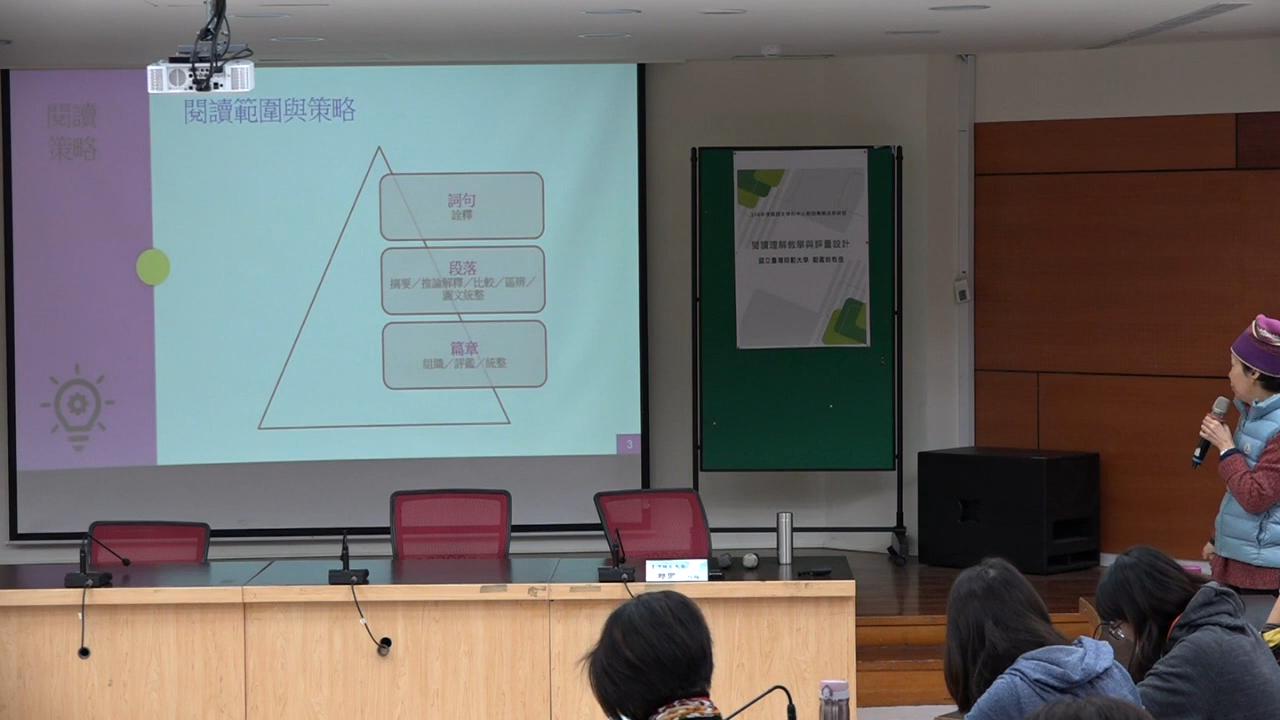 閱讀
策略
閱讀範圍與策略
詞句
詮釋
段落
摘要／推論解釋／比較／區辨／
圖文統整
篇章
組織／評鑑／統整
3
閱讀理解教學與評量設計
國立臺灣師範大學